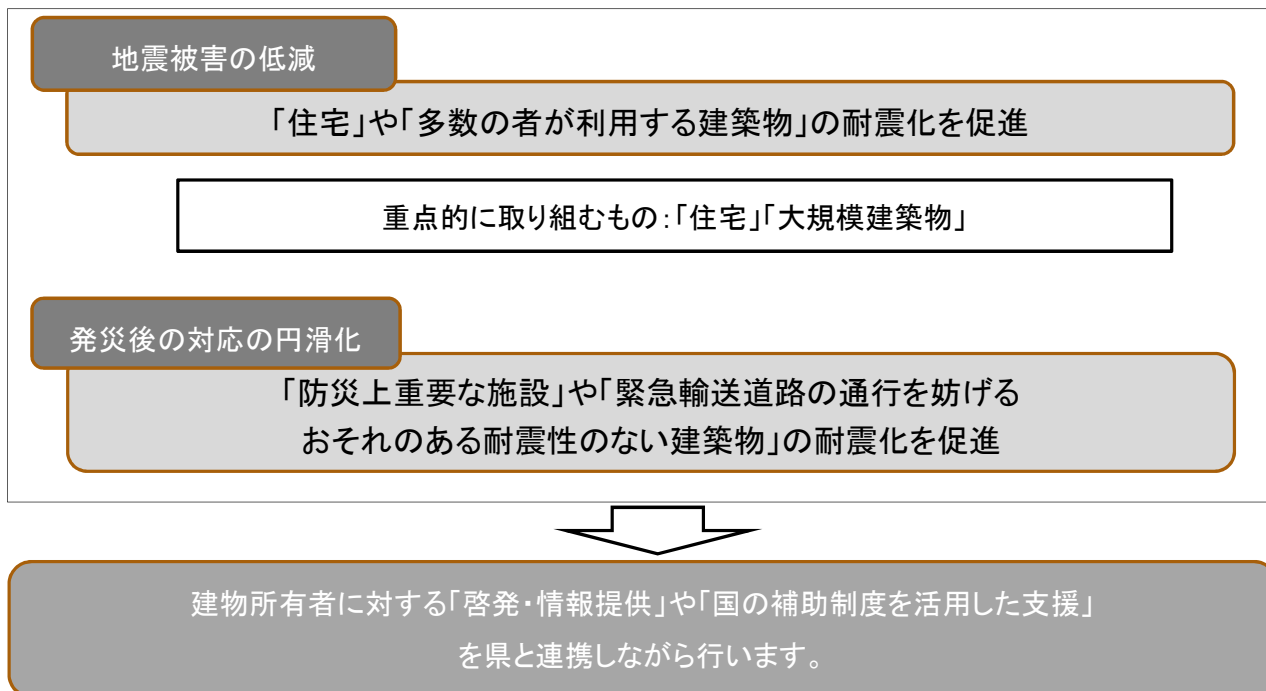 地震被害の低減
「住宅」や「多数の者が利用する建築物」の耐震化を促進
重点的に取り組むもの：「住宅」「大規模建築物」
発災後の対応の円滑化
「防災上重要な施設」や「緊急輸送道路の通行を妨げる
おそれのある耐震性のない建築物」の耐震化を促進
建物所有者に対する「啓発・情報提供」や「国の補助制度を活用した支援」
を県と連携しながら行います。